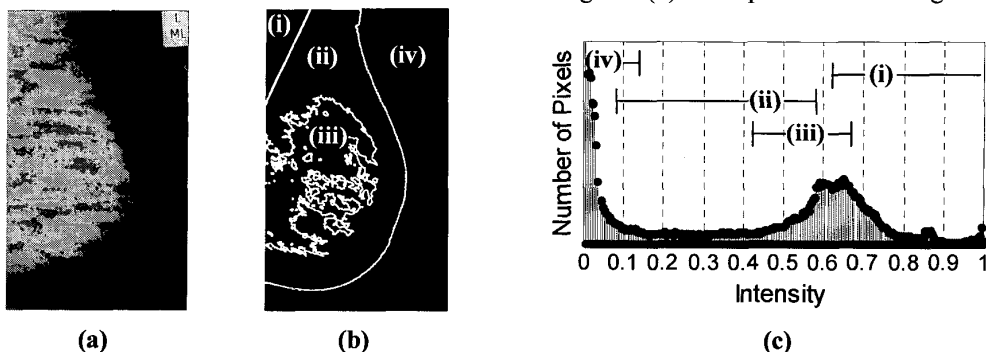 L
ML
(a)
(i)
(ii)
(iv)
(iii)
(b)
(iv)
(i)
(ii)
(iii)
Number of Pixels
0 0.1 0.2 0.3 0.4 0.5 0.6 0.7 0.8 0.9 1
Intensity
(c)